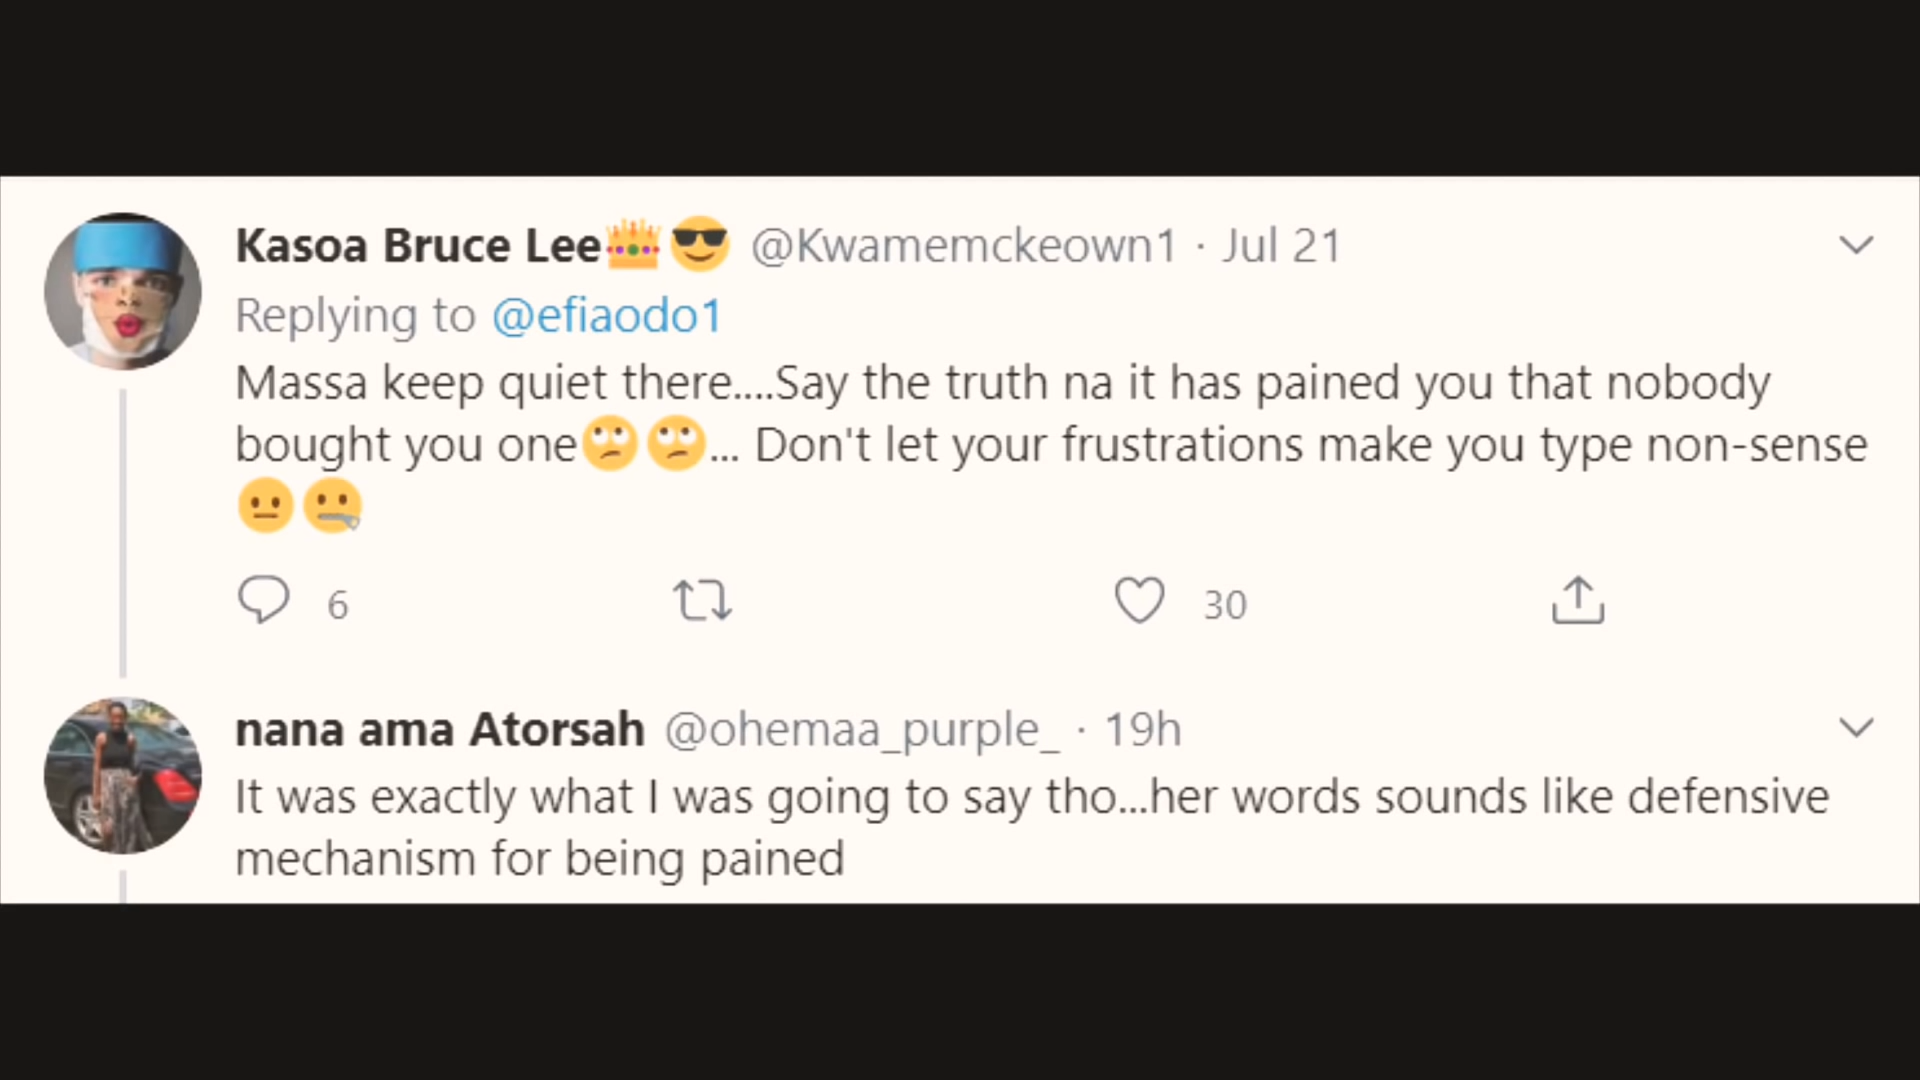 Kasoa Bruce Lee👑😎 @Kwamemckeown1 · Jul 21
Replying to @efiaodo1
Massa keep quiet there....Say the truth na it has pained you that nobody
bought you one🙄🙄... Don't let your frustrations make you type non-sense
😐🤐
6 30
nana ama Atorsah @ohemaa_purple_ · 19h
It was exactly what I was going to say tho...her words sounds like defensive
mechanism for being pained